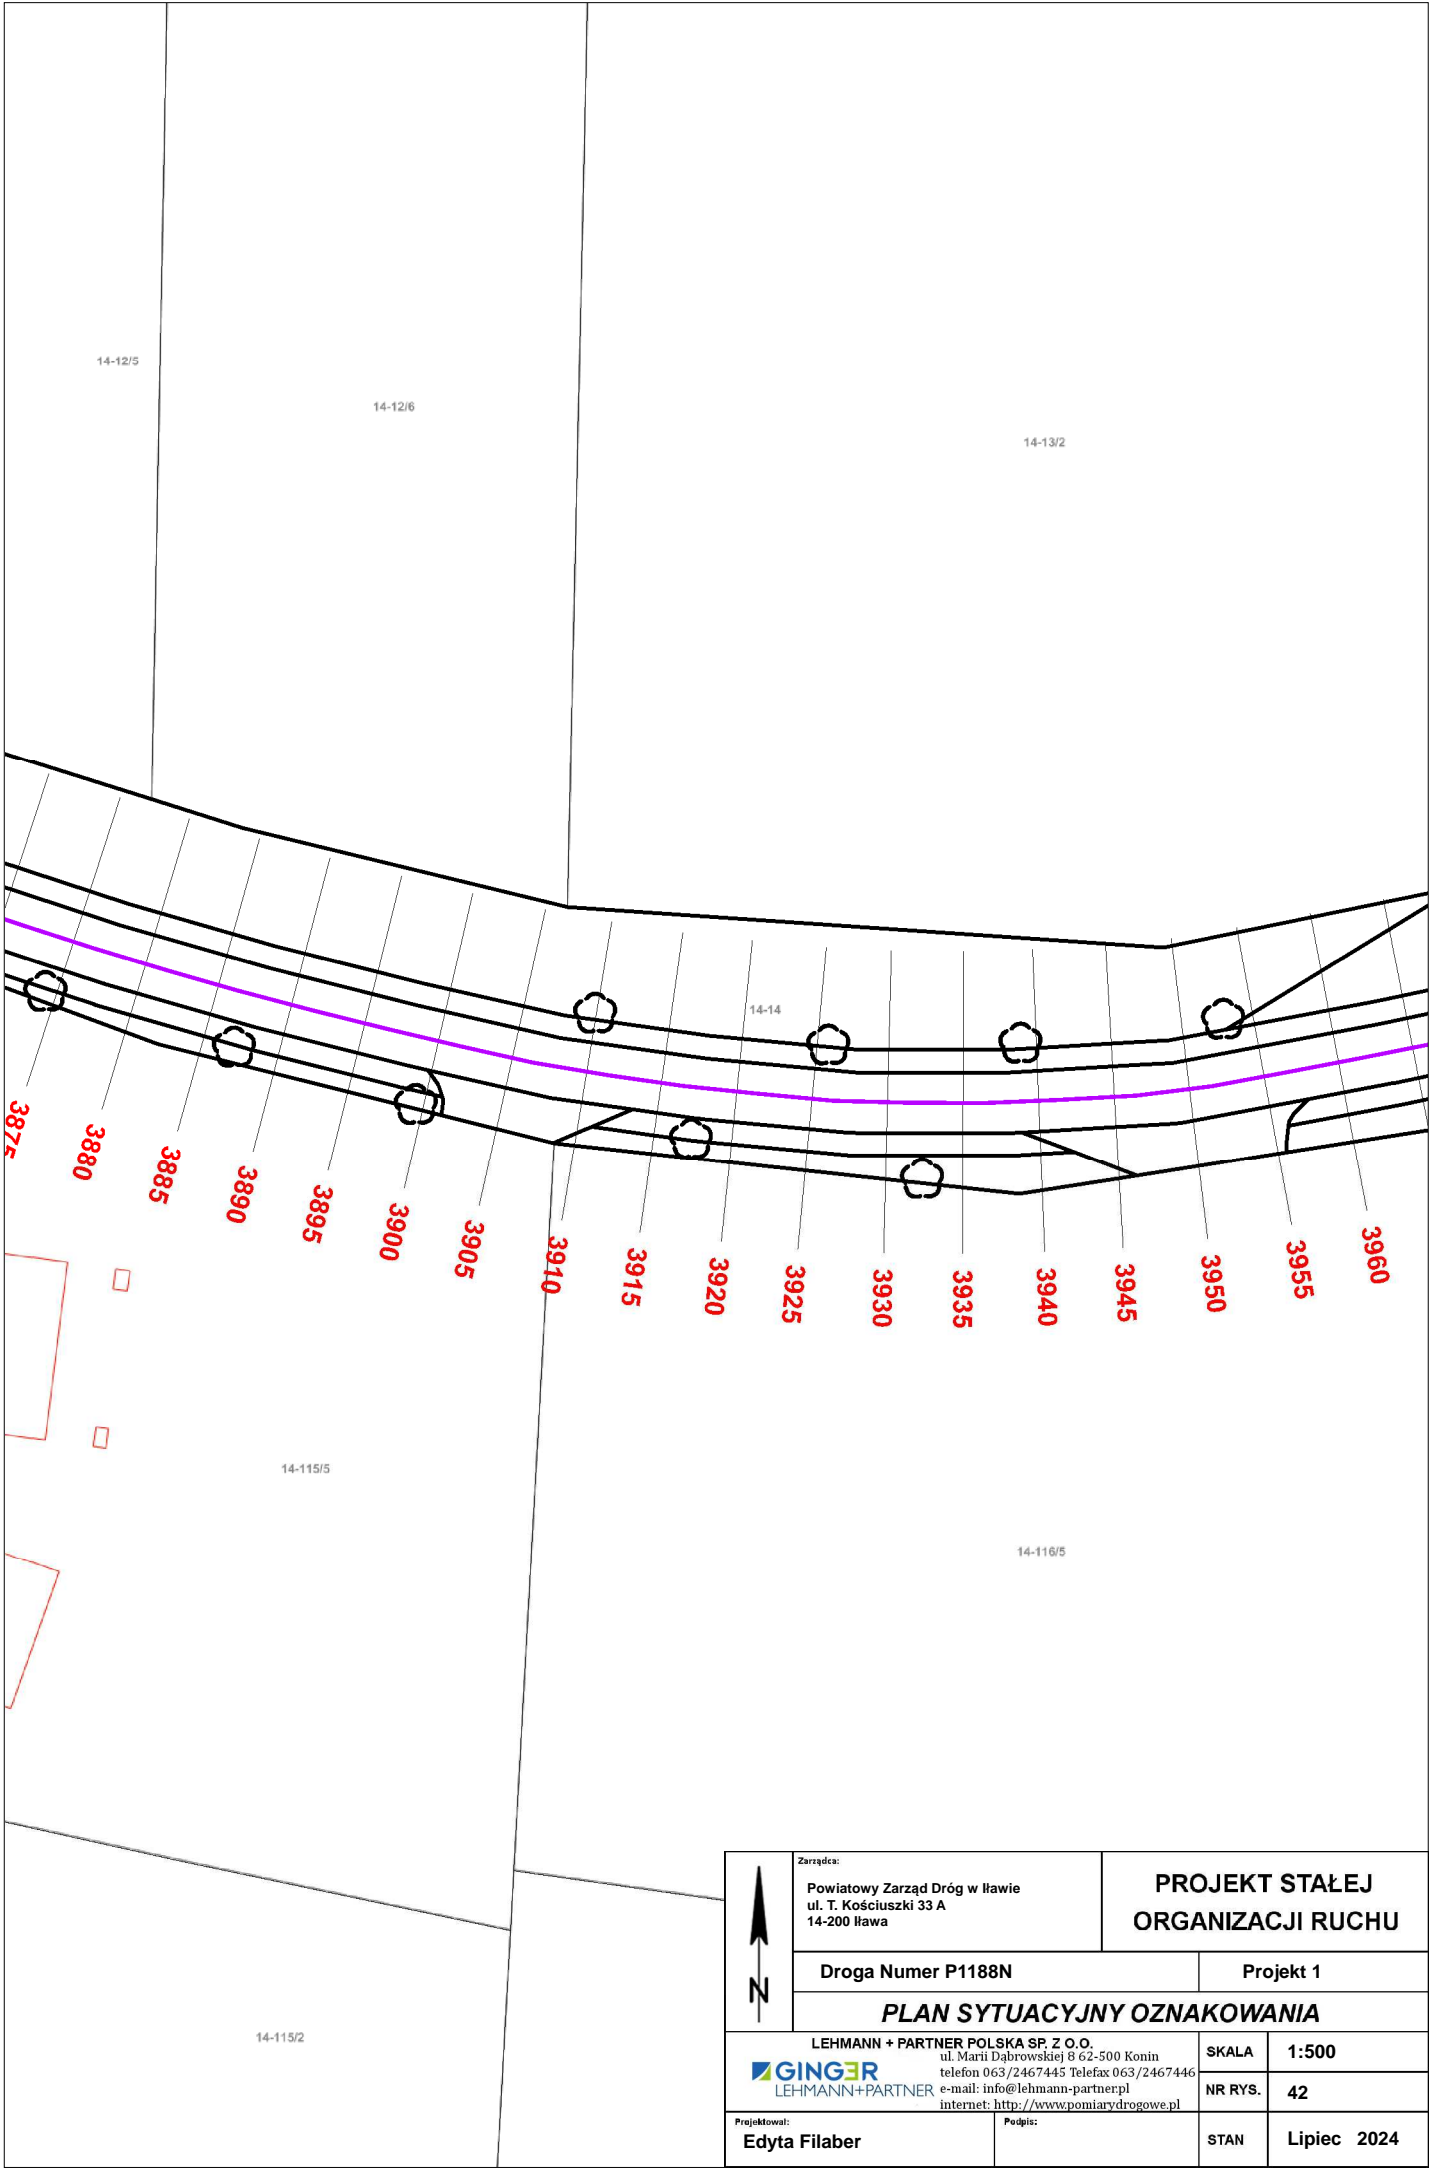 14-12/5
14-12/6
14-13/2
14-14
3875
3880
3885
3890
3895
3900
3905
3910
3915
3920
3925
3930
3935
3940
3945
3950
3955
3960
14-115/5
14-116/5
14-115/2
Zarządca:
Powiatowy Zarząd Dróg w Iławie
ul. T. Kościuszki 33 A
14-200 Iława
PROJEKT STAŁEJ
ORGANIZACJI RUCHU
N
Droga Numer P1188N
Projekt 1
PLAN SYTUACYJNY OZNAKOWANIA
LEHMANN + PARTNER POLSKA SP. Z O.O.
GINGER
LEHMANN+PARTNER
ul. Marii Dąbrowskiej 8 62-500 Konin
telefon 063/2467445 Telefax 063/2467446
e-mail: info@lehmann-partner.pl
internet: http://www.pomiarydrogowe.pl
SKALA 1:500
NR RYS. 42
Projektował:
Edyta Filaber
Podpis:
STAN Lipiec 2024